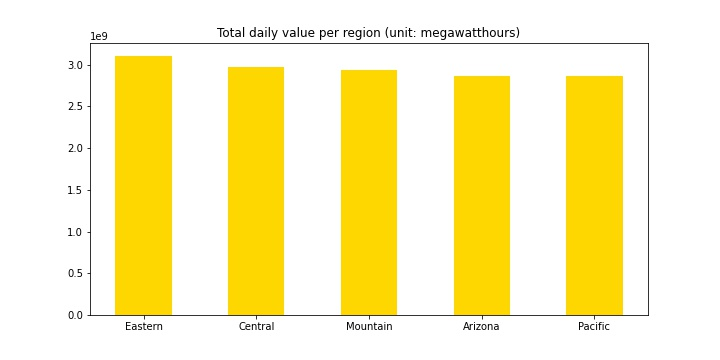 Total daily value per region (unit: megawatthours)
1e9
3.0
2.5
2.0
1.5
1.0
0.5
0.0
Eastern Central Mountain Arizona Pacific